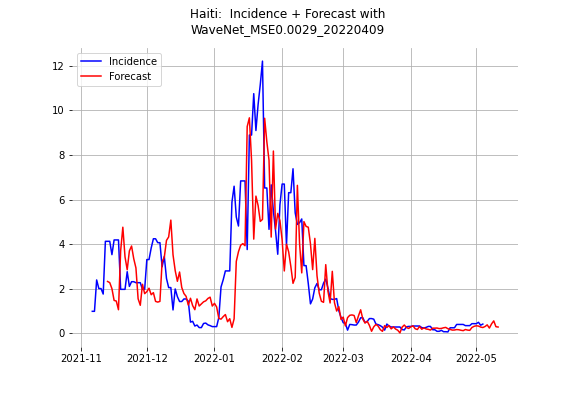 Haiti:  Incidence + Forecast with
WaveNet_MSE0.0029_20220409
Incidence
Forecast
12
10
8
6
4
2
0
2021-11 2021-12 2022-01 2022-02 2022-03 2022-04 2022-05